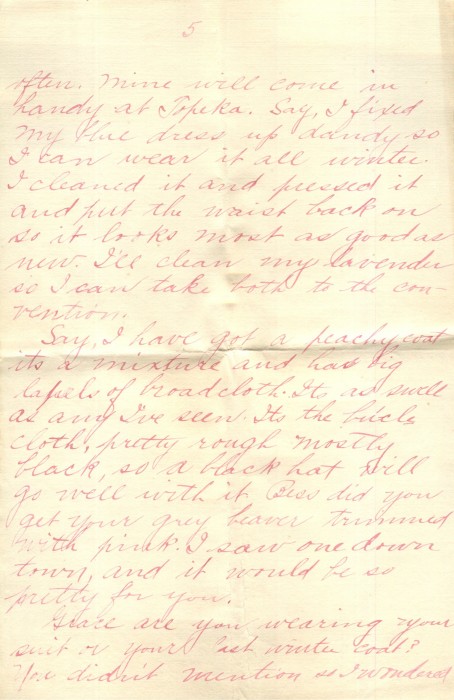 5
often. Mine will come in
handy at Topeka. Say, I fixed
my blue dress up dandy so
I can wear it all winter.
I cleaned it and pressed it
and put the waist back on
so it looks most as good as
new. I'll clean my lavender
so I can take both to the con-
vention.
Say, I have got a peachy coat
its a mixture and has big
lapels of broadcloth. Its as swell
as any I've seen. Its the
cloth, pretty rough mostly
black, so a black hat will
go well with it. Bess did you
get your grey beaver trimmed
with pink. I saw one down
town, and it would be so
pretty for you.
Grace are you wearing your
suit or your last winter coat?
You didn't mention so I wondered